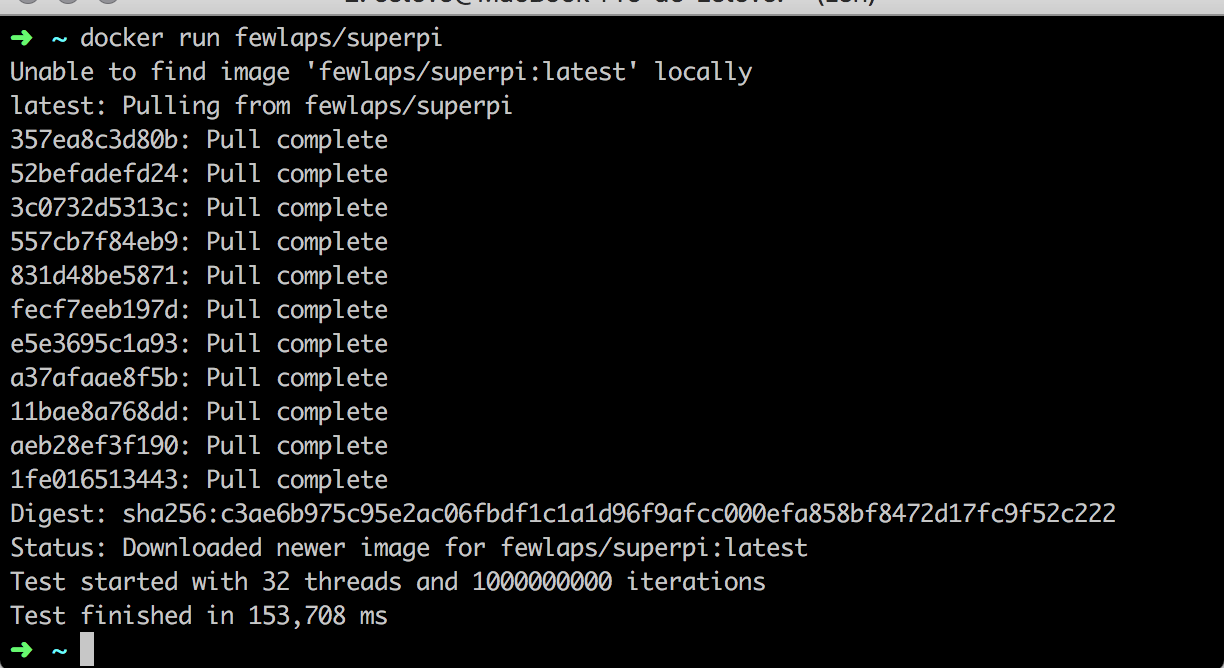 ➜ ~ docker run fewlaps/superpi
Unable to find image 'fewlaps/superpi:latest' locally
latest: Pulling from fewlaps/superpi
357ea8c3d80b: Pull complete
52befadefd24: Pull complete
3c0732d5313c: Pull complete
557cb7f84eb9: Pull complete
831d48be5871: Pull complete
fecf7eeb197d: Pull complete
e5e3695c1a93: Pull complete
a37afaae8f5b: Pull complete
11bae8a768dd: Pull complete
aeb28ef3f190: Pull complete
1fe016513443: Pull complete
Digest: sha256:c3ae6b975c95e2ac06fbdf1c1a1d96f9afcc000efa858bf8472d17fc9f52c222
Status: Downloaded newer image for fewlaps/superpi:latest
Test started with 32 threads and 1000000000 iterations
Test finished in 153,708 ms
➜ ~